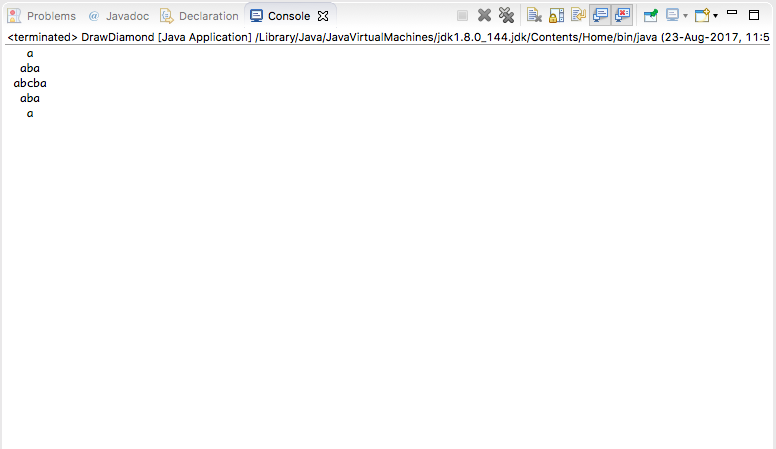 Problems @ Javadoc Declaration Console
<terminated> DrawDiamond [Java Application] /Library/Java/JavaVirtualMachines/jdk1.8.0_144.jdk/Contents/Home/bin/java (23-Aug-2017, 11:5
a
aba
abcba
aba
a